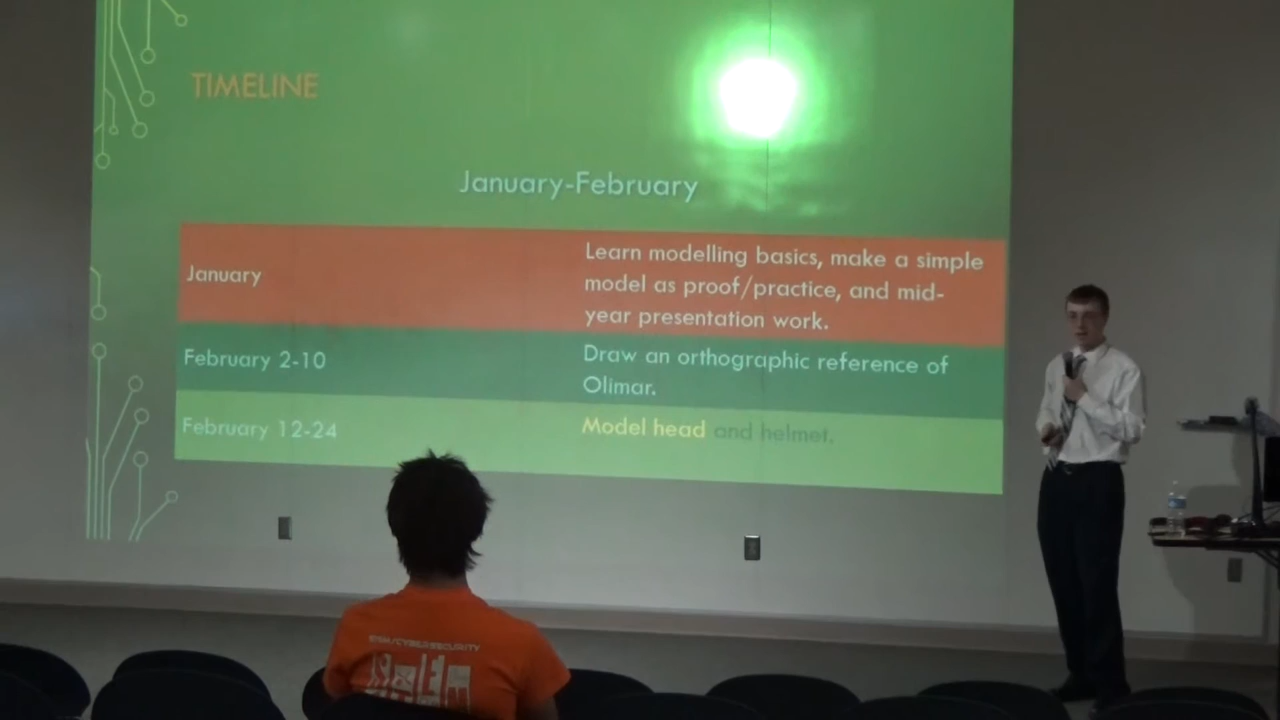 TIMELINE
January-February
January
Learn modelling basics, make a simple
model as proof/practice, and mid-
year presentation work.
February 2-10
Draw an orthographic reference of
Olimar.
February 12-24
Model head and helmet.